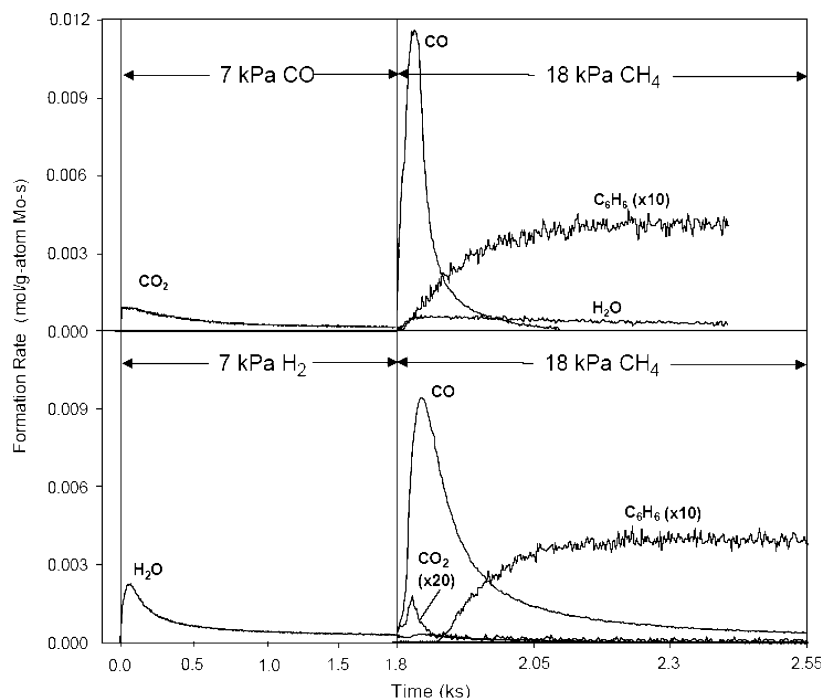 0.012
CO
7 kPa CO
18 kPa CH4
0.009
0.006
C6H6 (x10)
0.003
CO2
H2O
0.000
7 kPa H2
18 kPa CH4
CO
0.009
0.006
C6H6 (x10)
0.003
H2O
CO2
(x20)
0.000
0.0 0.5 1.0 1.5 1.8 2.05 2.3 2.55
Time (ks)
Formation Rate (mol/g-atom Mo-s)